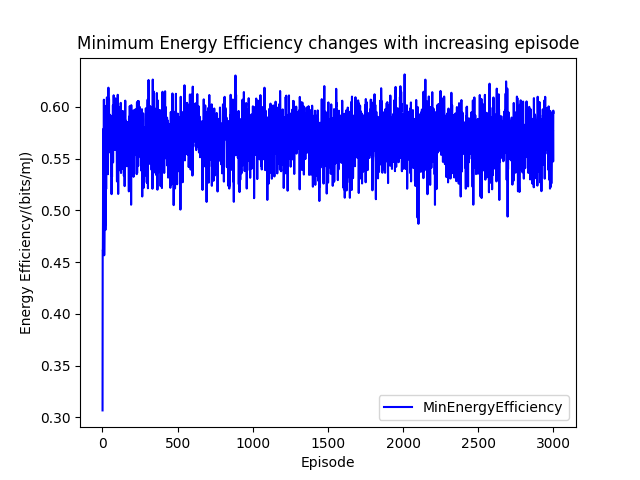 Minimum Energy Efficiency changes with increasing episode
0.60
0.55
0.50
0.45
0.40
0.35
0.30
Energy Efficiency/(bits/mJ)
MinEnergyEfficiency
0 500 1000 1500 2000 2500 3000
Episode